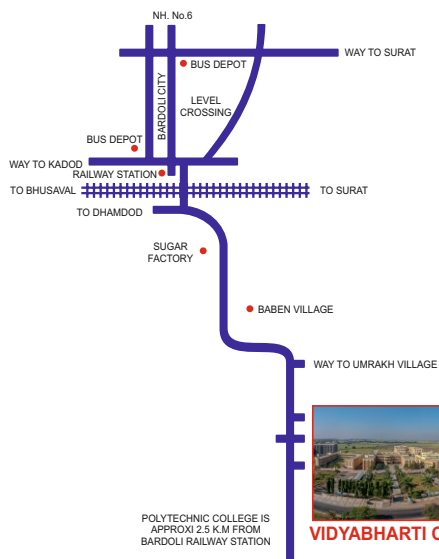 NH. No.6
WAY TO SURAT
BUS DEPOT
BARDOLI CITY
LEVEL
CROSSING
BUS DEPOT
WAY TO KADOD
RAILWAY STATION
TO BHUSAVAL
TO SURAT
TO DHAMDOD
SUGAR
FACTORY
BABEN VILLAGE
WAY TO UMRAKH VILLAGE
VIDYABHARTI
POLYTECHNIC COLLEGE IS
APPROXI 2.5 K.M FROM
BARDOLI RAILWAY STATION